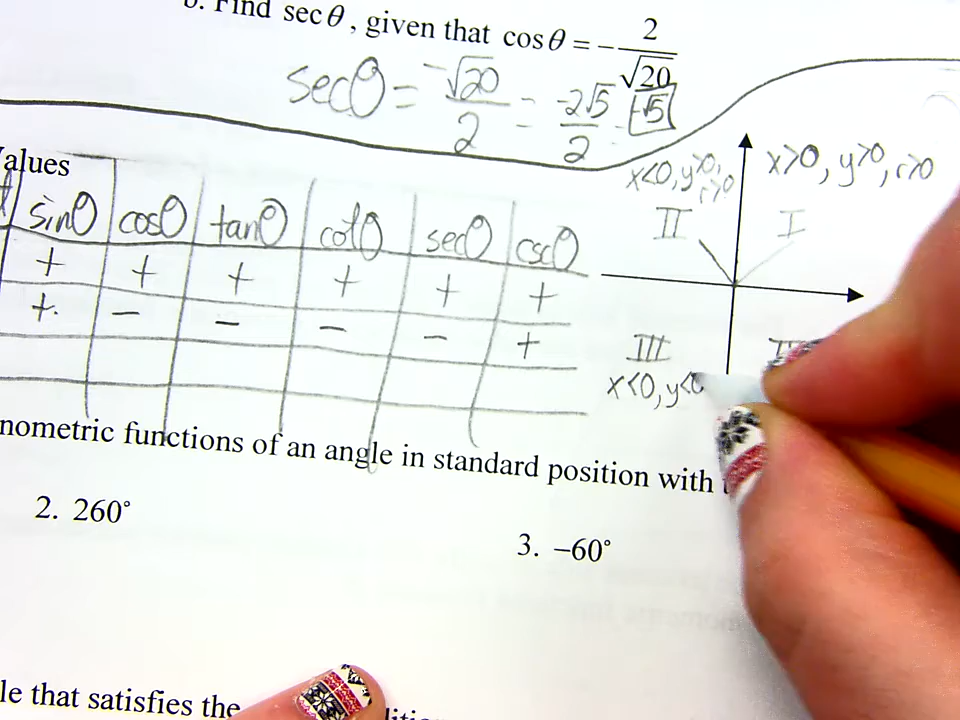 b. Find sec θ, given that cos θ = -2/√20
secθ = -√20/2 = -2√5/2 = -√5
Values
sinθ cosθ tanθ cotθ secθ cscθ
+ + + + + +
+ - - - - +
x<0, y>0, r>0
x>0, y>0, r>0
II I
III
x<0, y<0
nometric functions of an angle in standard position with
2. 260°
3. –60°
le that satisfies the